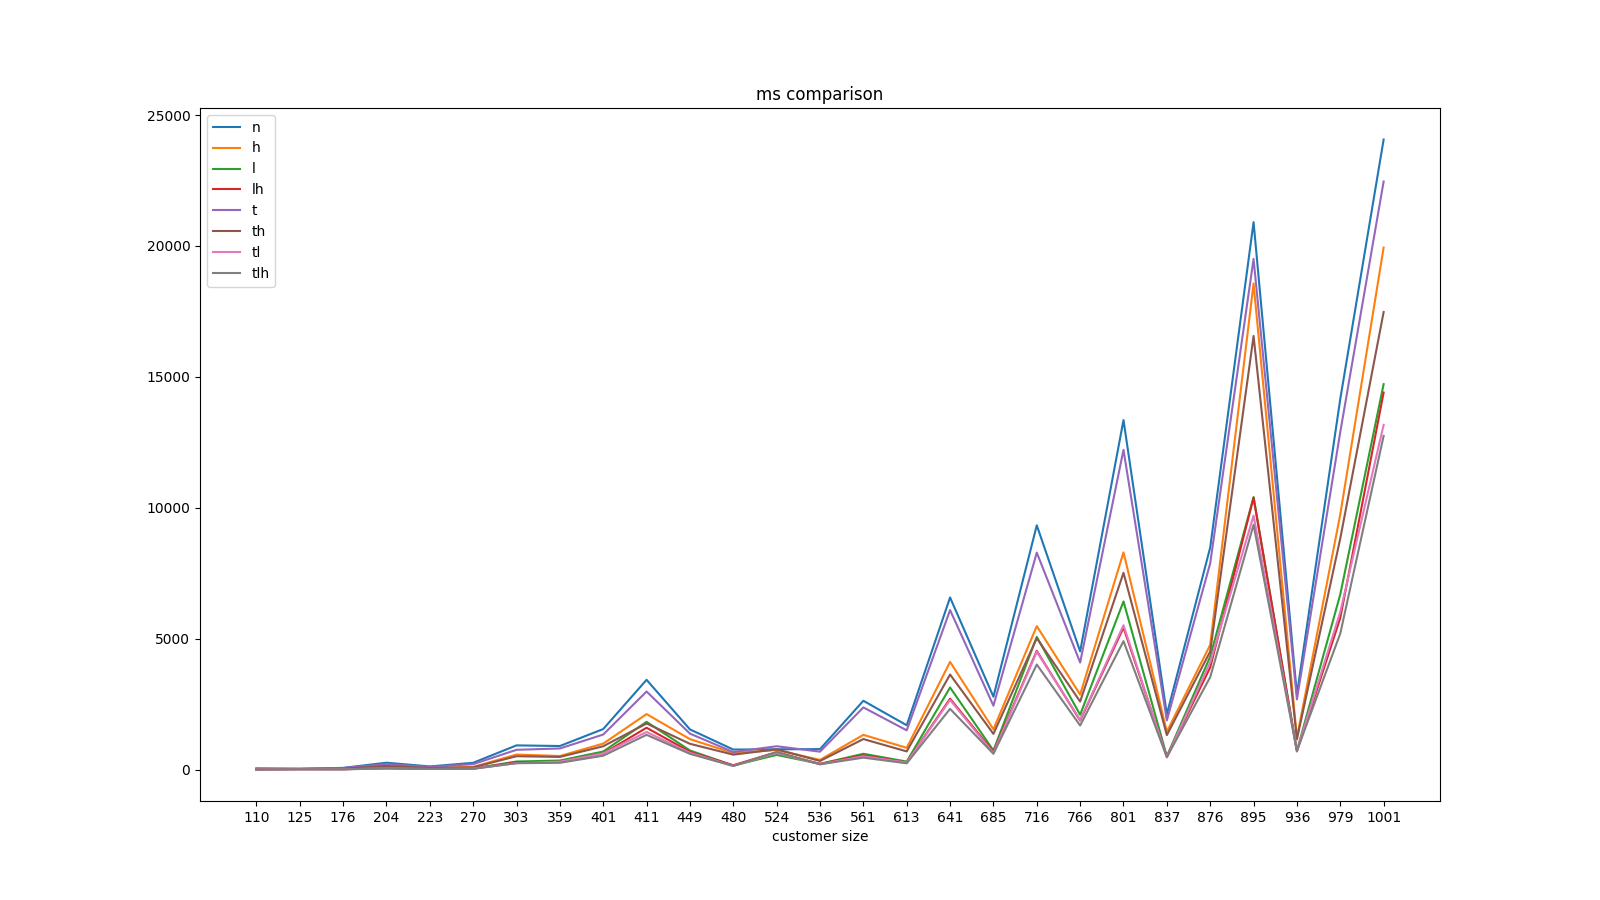 ms comparison
25000
20000
15000
10000
5000
0
n
h
l
lh
t
th
tl
tlh
110 125 176 204 223 270 303 359 401 411 449 480 524 536 561 613 641 685 716 766 801 837 876 895 936 979 1001
customer size